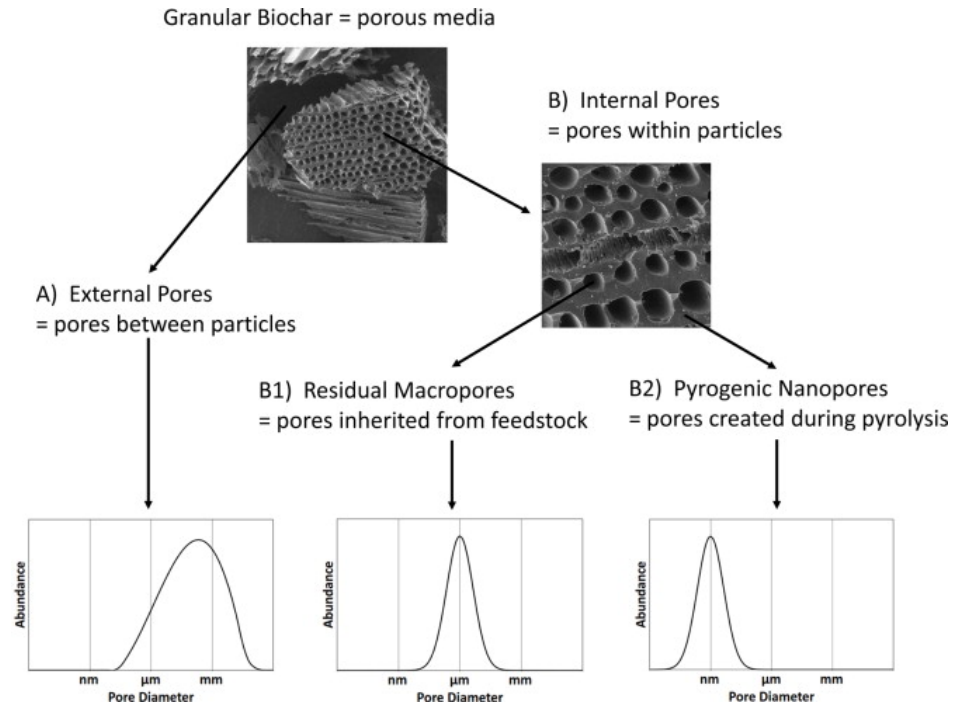 Granular Biochar = porous media
B) Internal Pores
= pores within particles
A) External Pores
= pores between particles
B1) Residual Macropores
= pores inherited from feedstock
B2) Pyrogenic Nanopores
= pores created during pyrolysis
Abundance
nm μm mm
Pore Diameter
Abundance
nm μm mm
Pore Diameter
Abundance
nm μm mm
Pore Diameter